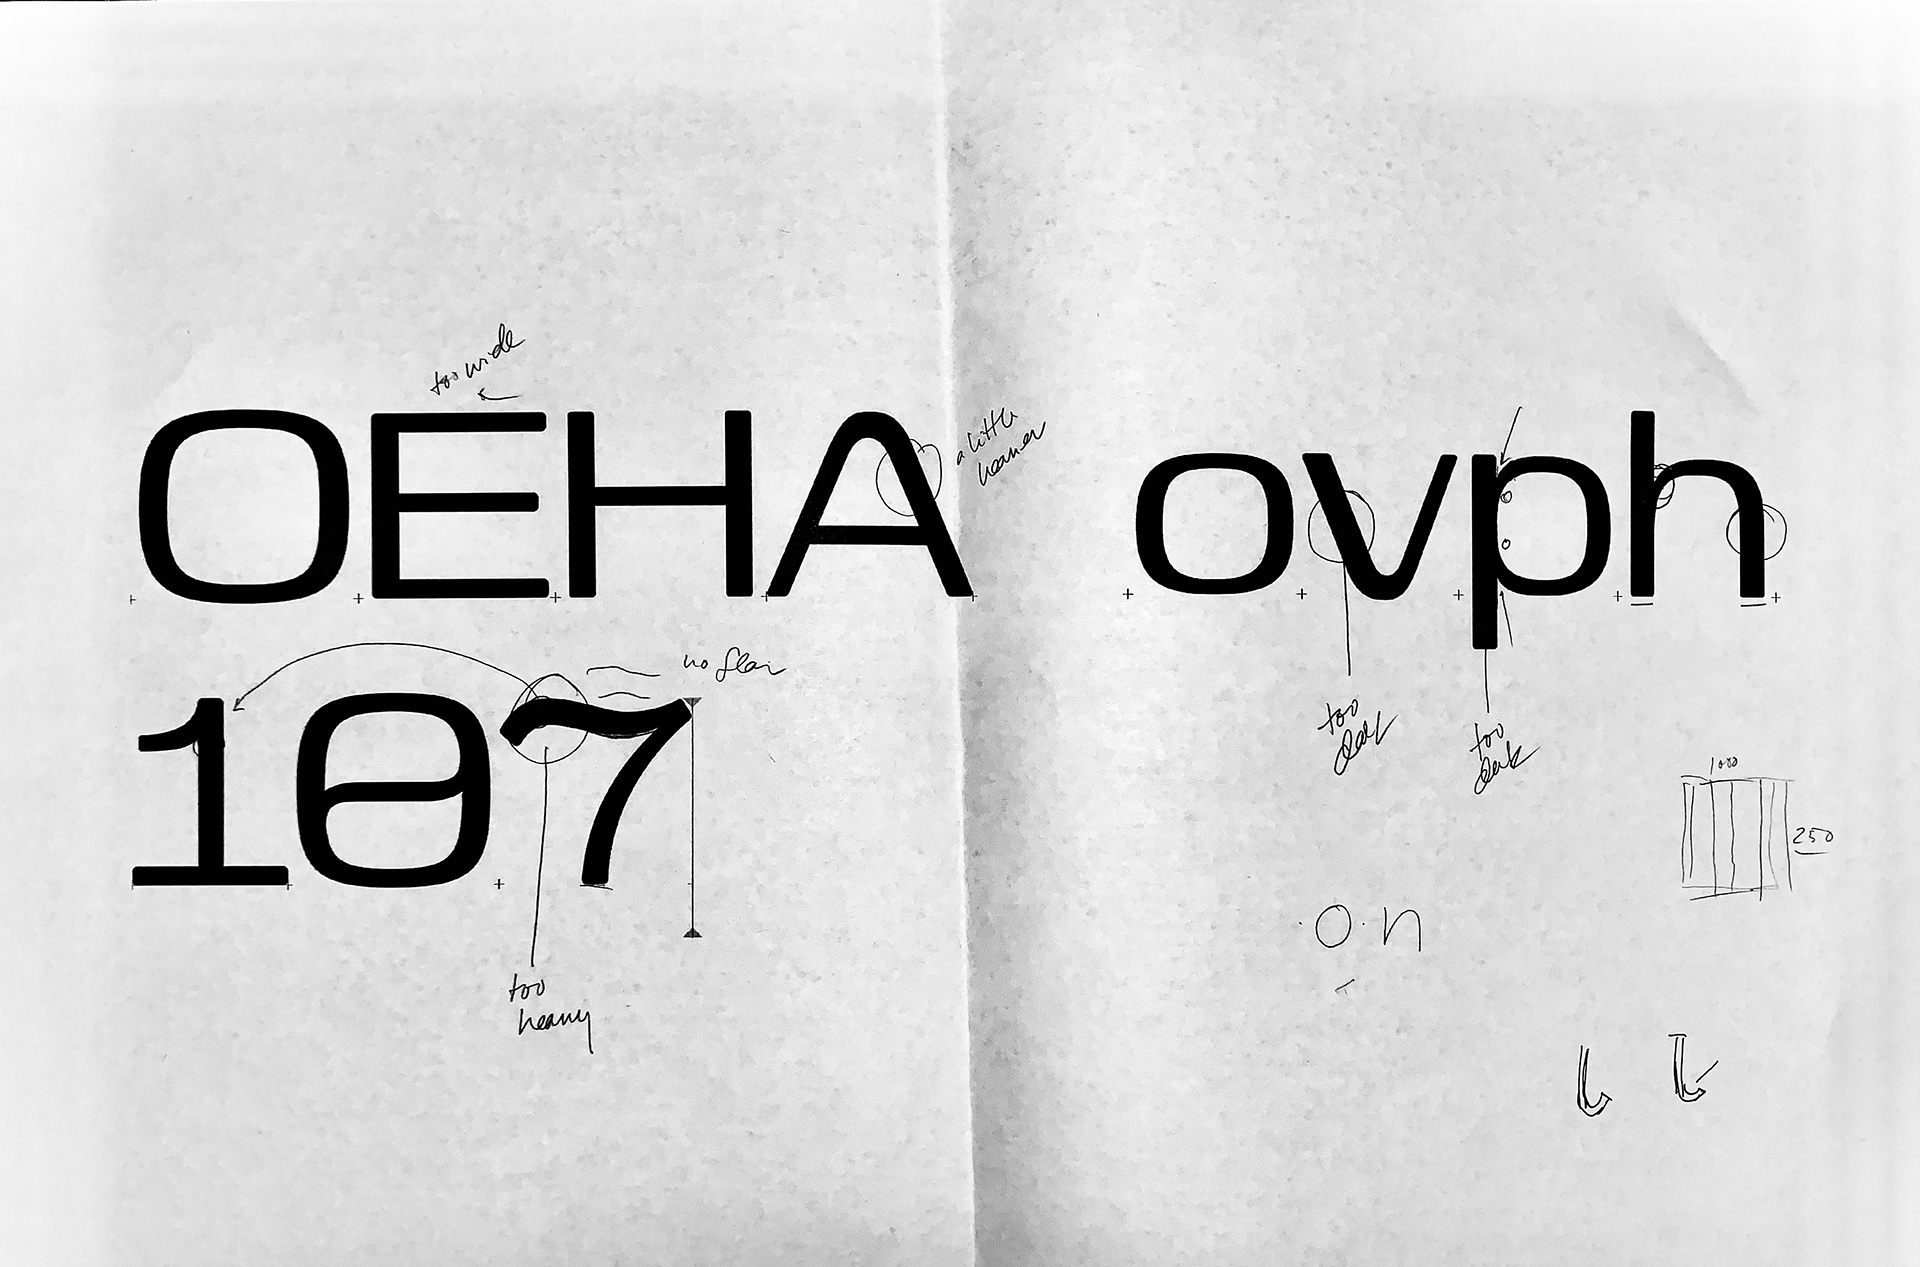 too wide
OEHA
a little
heavier
ovph
no flair
107
too
dark
too
dark
1000
250
too
heavy
o n